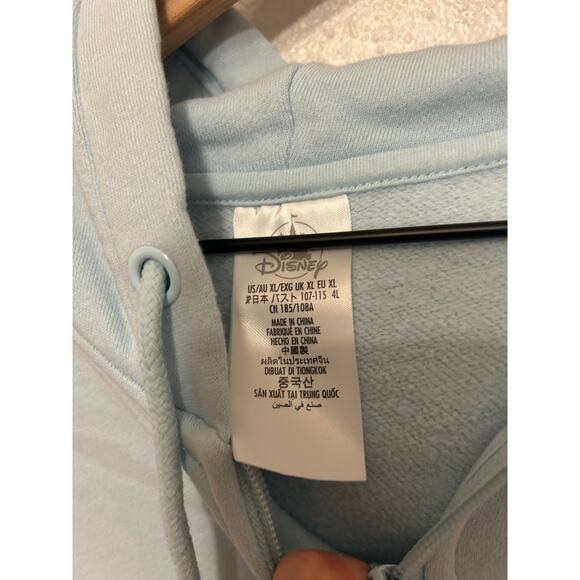 DISNEY
US/AU XL/EXG UK XL EU XL
JP日本 バスト 107-115 4L
CN 185/108A
MADE IN CHINA
FABRIQUÉ EN CHINE
HECHO EN CHINA
中國製
ผลิตในประเทศจีน
DIBUAT DI TIONGKOK
중국산
SẢN XUẤT TẠI TRUNG QUỐC
صنع في الصين